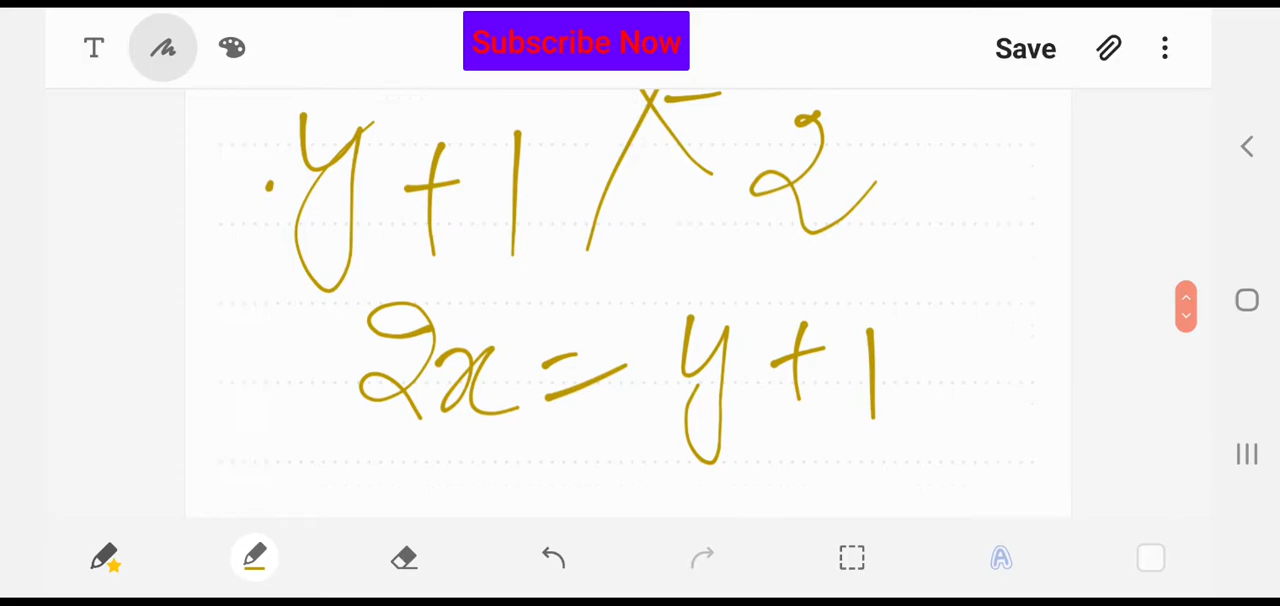 Subscribe Now
T
Save
y + 1 2
2x = y + 1
A